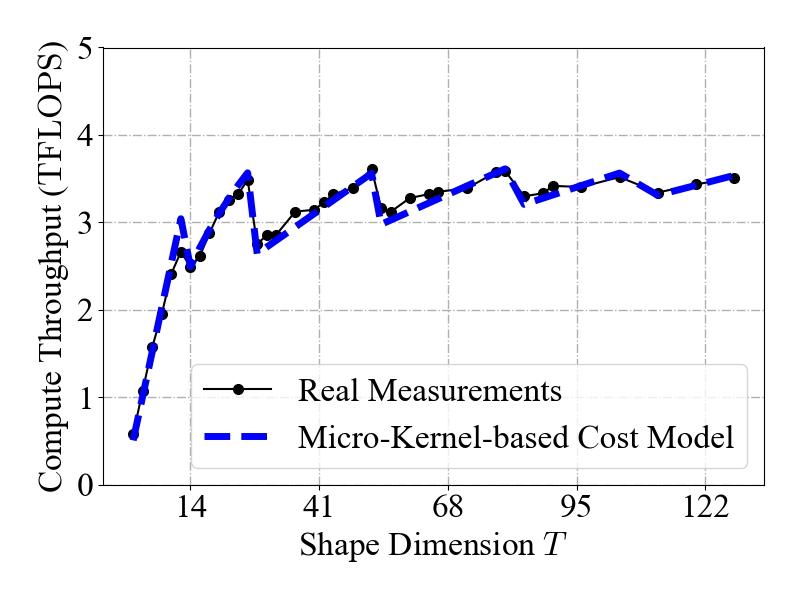 Compute Throughput (TFLOPS)
5
4
3
2
1
0
Real Measurements
Micro-Kernel-based Cost Model
14 41 68 95 122
Shape Dimension T